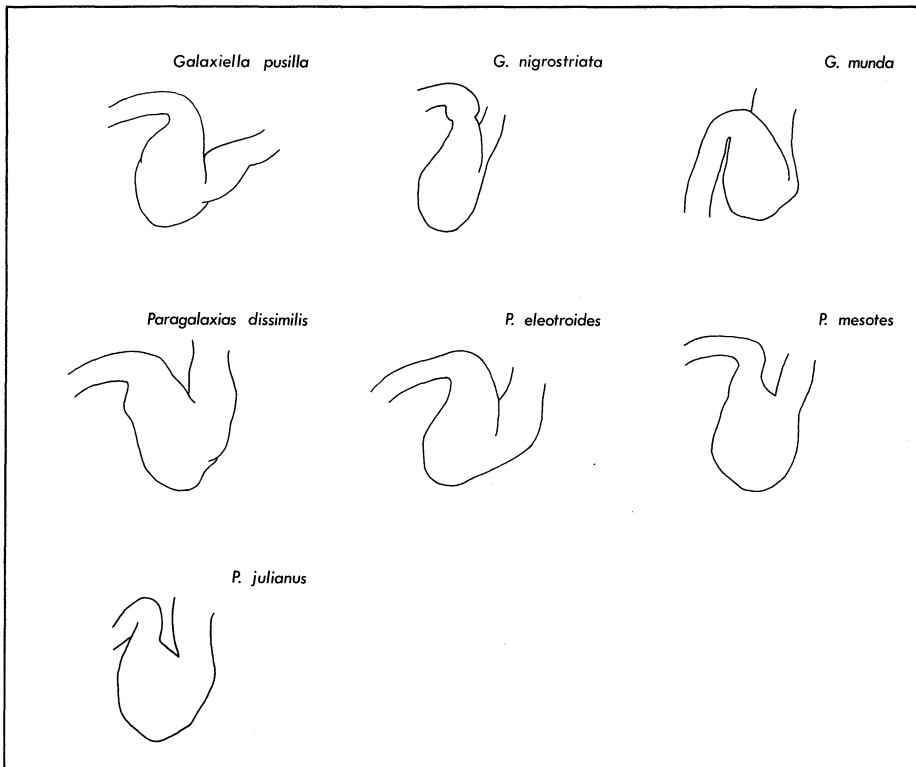 Galaxiella pusilla
G. nigrostriata
G. munda
Paragalaxias dissimilis
P. eleotroides
P. mesotes
P. julianus